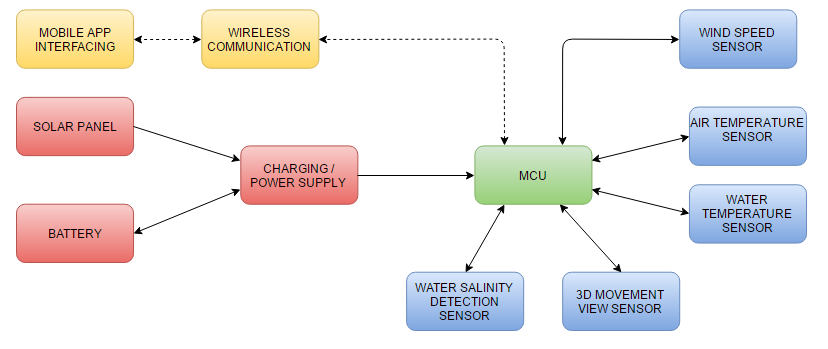 MOBILE APP
INTERFACING
WIRELESS
COMMUNICATION
WIND SPEED
SENSOR
SOLAR PANEL
AIR TEMPERATURE
SENSOR
CHARGING /
POWER SUPPLY
MCU
BATTERY
WATER
TEMPERATURE
SENSOR
WATER SALINITY
DETECTION
SENSOR
3D MOVEMENT
VIEW SENSOR